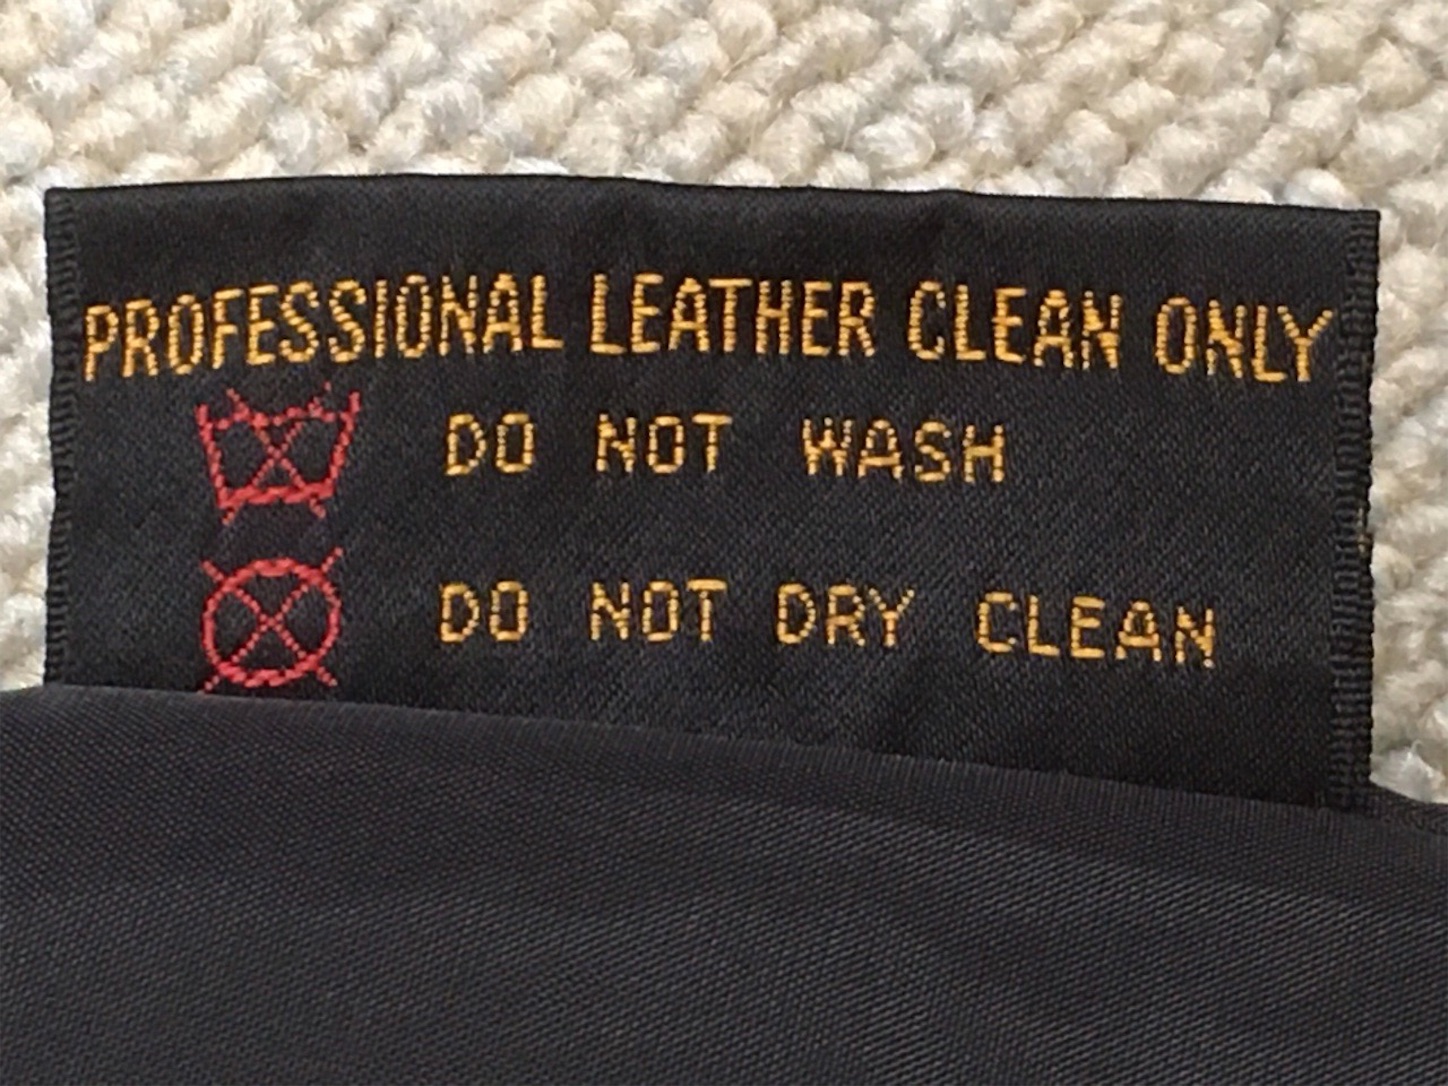 PROFESSIONAL LEATHER CLEAN ONLY
DO NOT WASH
DO NOT DRY CLEAN